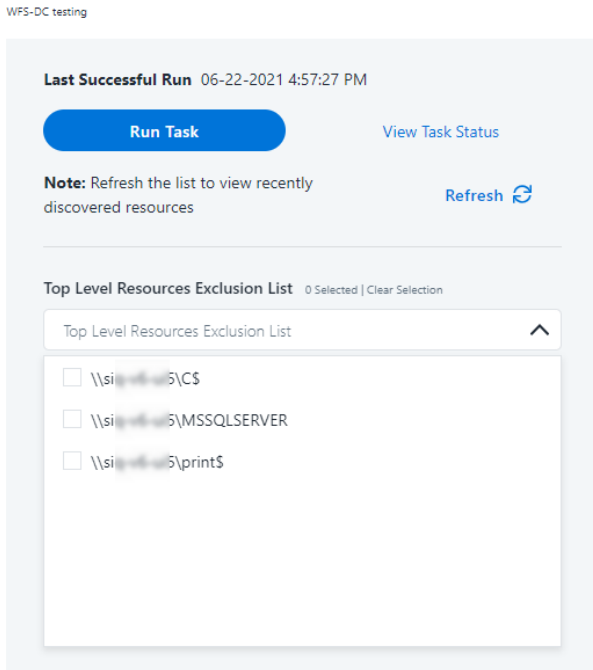 WFS-DC testing
Last Successful Run 06-22-2021 4:57:27 PM
Run Task
View Task Status
Note: Refresh the list to view recently
discovered resources
Refresh
Top Level Resources Exclusion List 0 Selected | Clear Selection
Top Level Resources Exclusion List
\\si 5\C$
\\si 5\MSSQLSERVER
\\si 5\print$